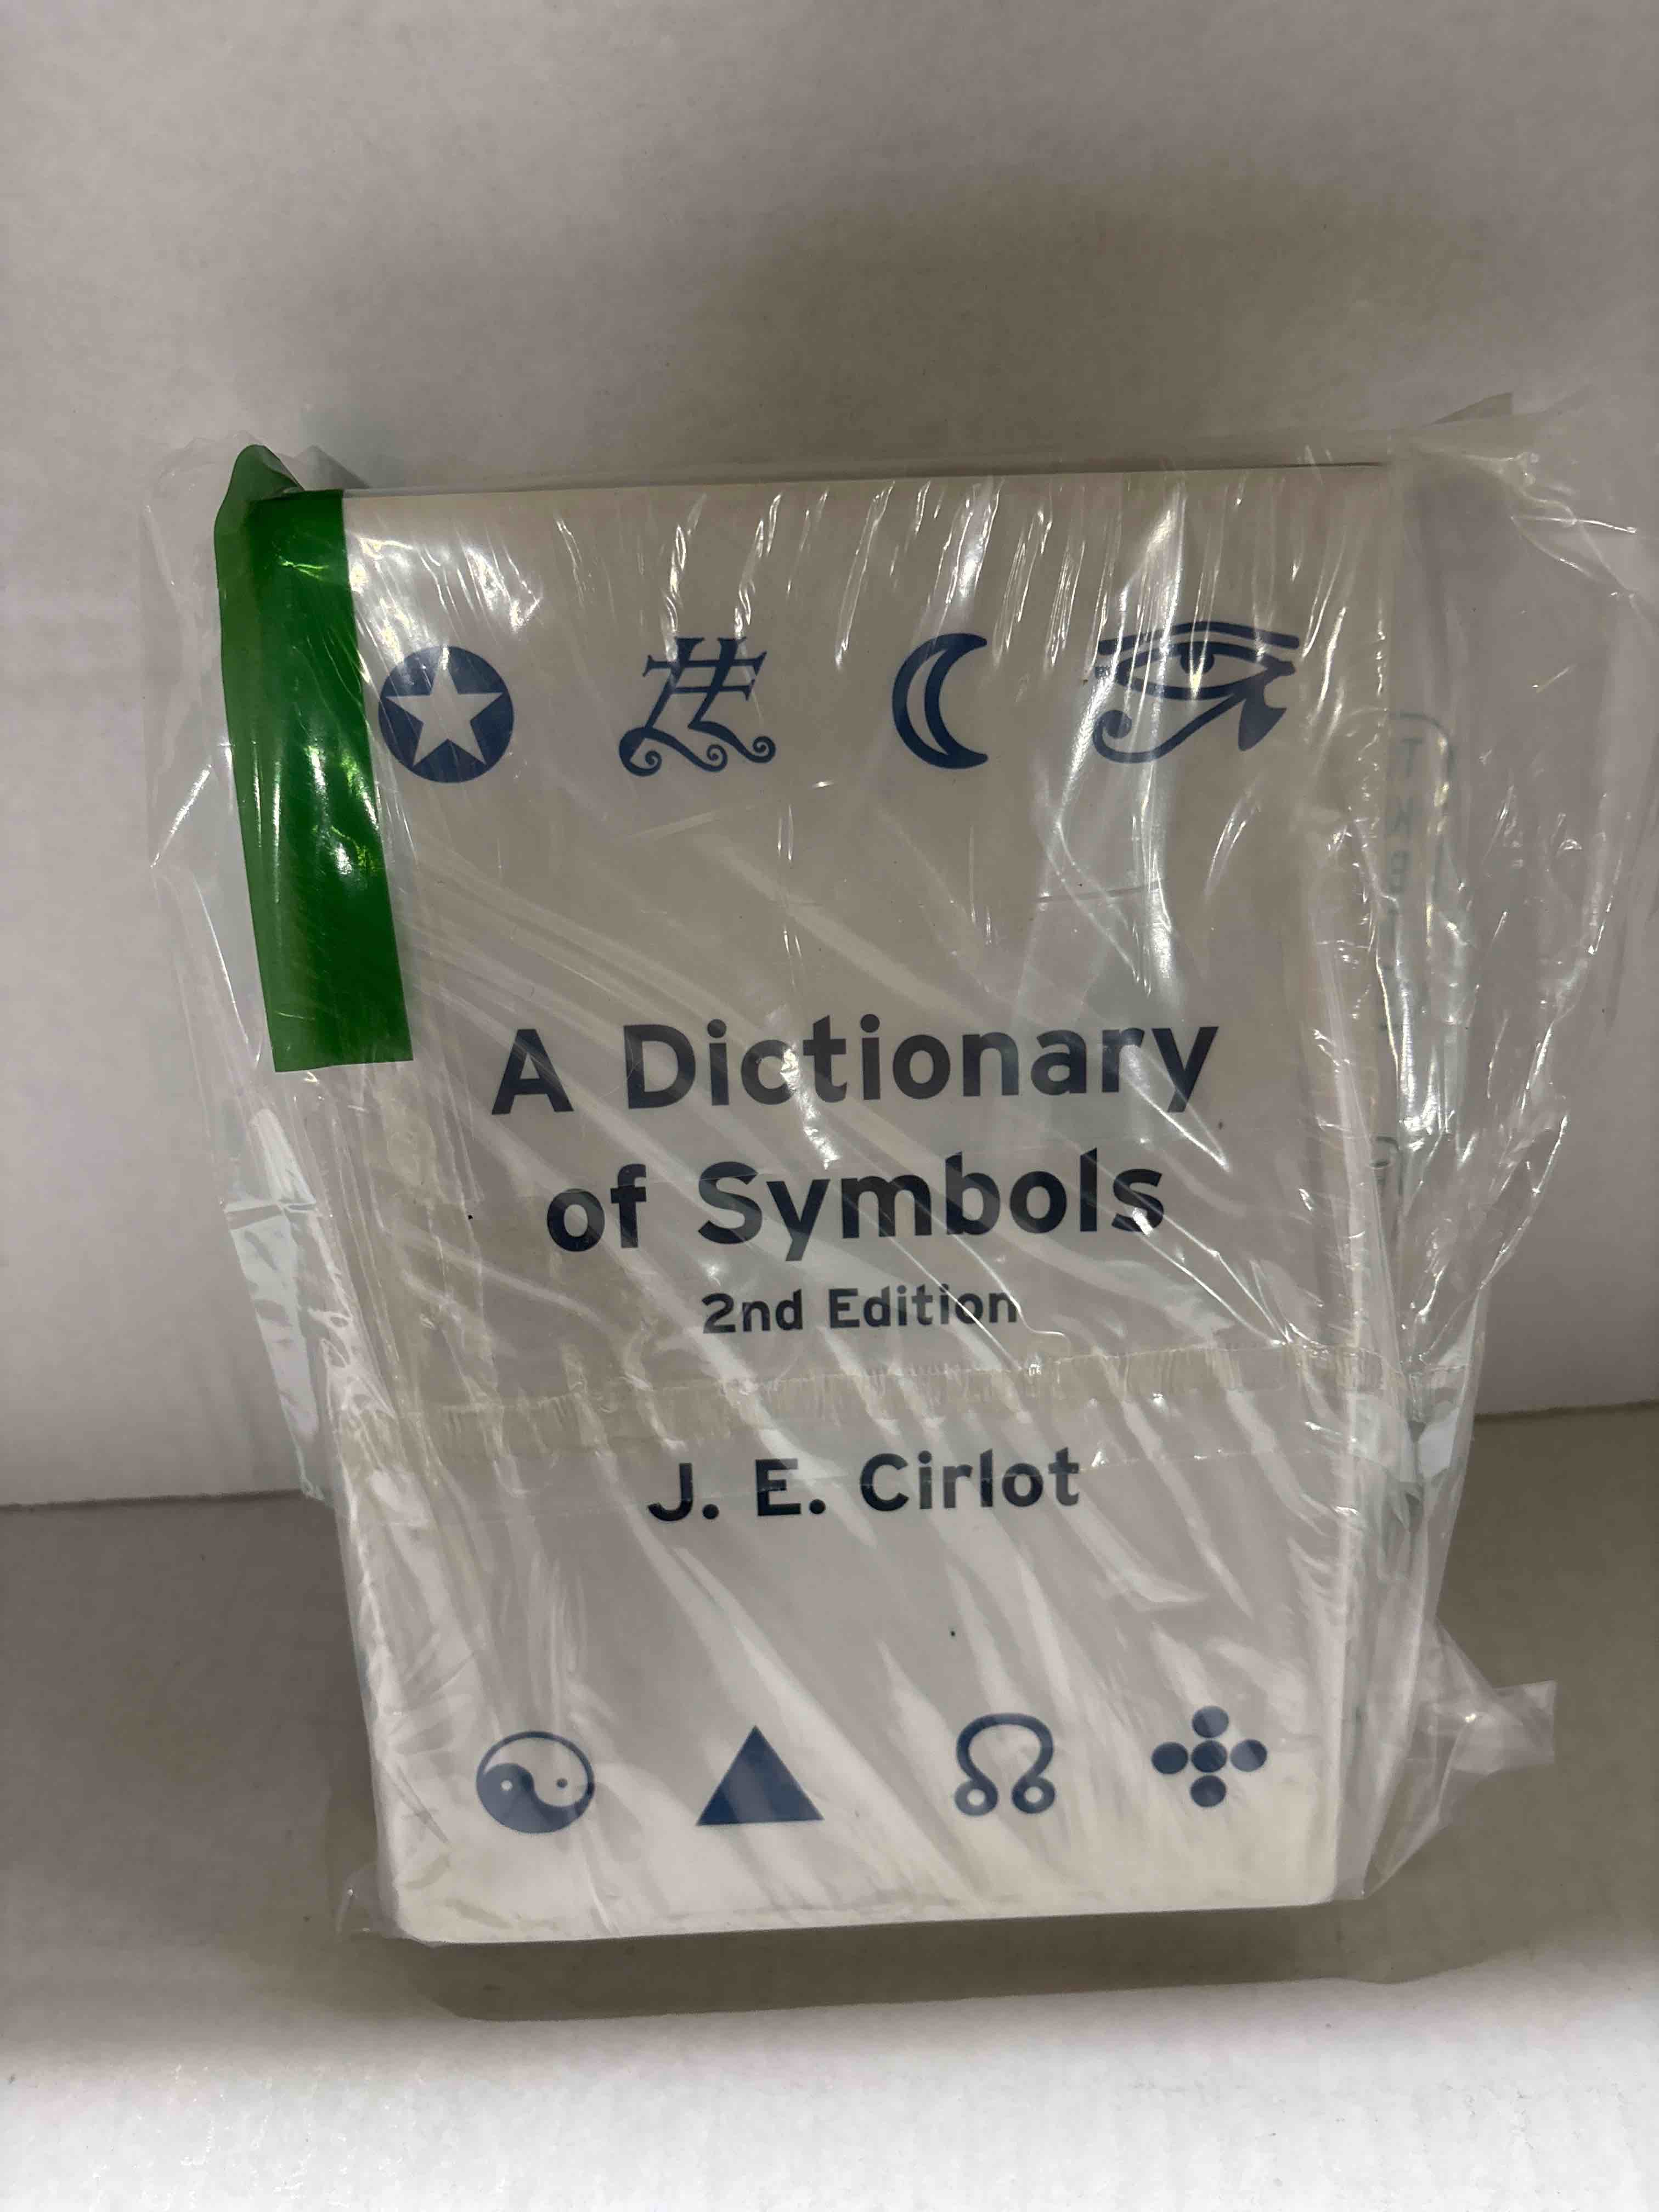 A Dictionary
of Symbols
2nd Edition
J. E. Cirlot